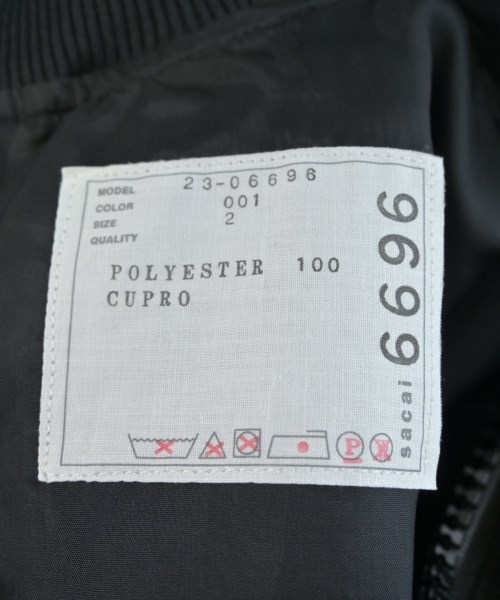 MODEL 23-06696
COLOR 001
SIZE 2
QUALITY
POLYESTER 100
CUPRO
P W
sacai 6696